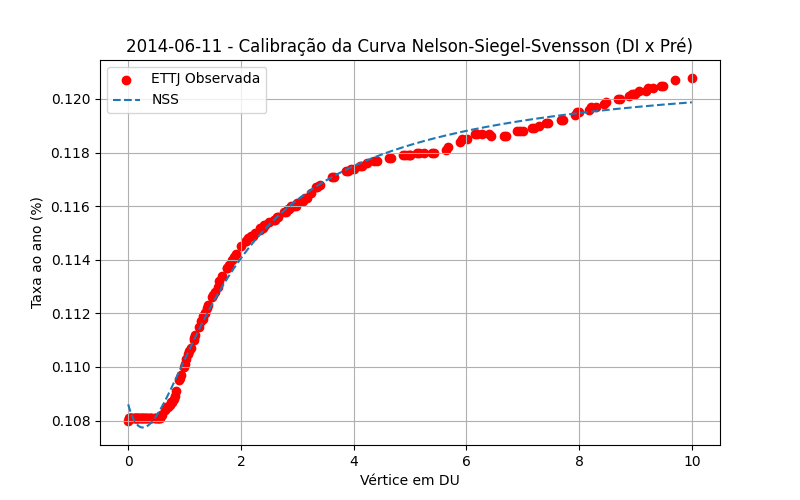 2014-06-11 - Calibração da Curva Nelson-Siegel-Svensson (DI x Pré)
ETTJ Observada
NSS
Taxa ao ano (%)
0.120
0.118
0.116
0.114
0.112
0.110
0.108
0 2 4 6 8 10
Vértice em DU